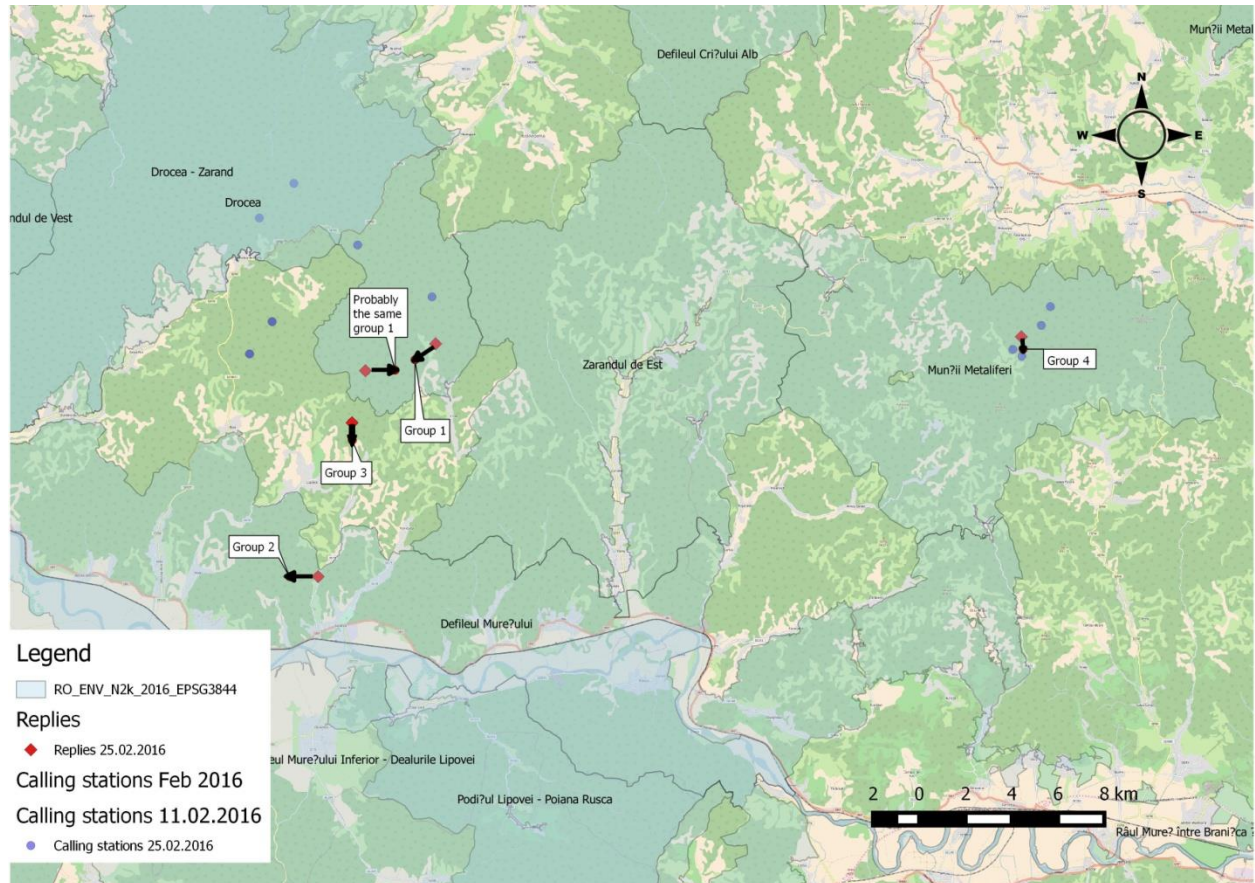 Mun?ii Metal
Defileul Cri?ului Alb
N
W
E
S
Drocea - Zarand
Drocea
ndul de Vest
Probably
the same
group 1
Zarandul de Est
Mun?ii Metaliferi
Group 4
Group 1
Group 3
Group 2
Defileul Mure?ului
Legend
RO_ENV_N2k_2016_EPSG3844
Replies
Replies 25.02.2016
Calling stations Feb 2016
Calling stations 11.02.2016
Calling stations 25.02.2016
eul Mure?ului Inferior - Dealurile Lipovei
Podi?ul Lipovei - Poiana Rusca
2 0 2 4 6 8 km
Râul Mure? între Brani?ca ?